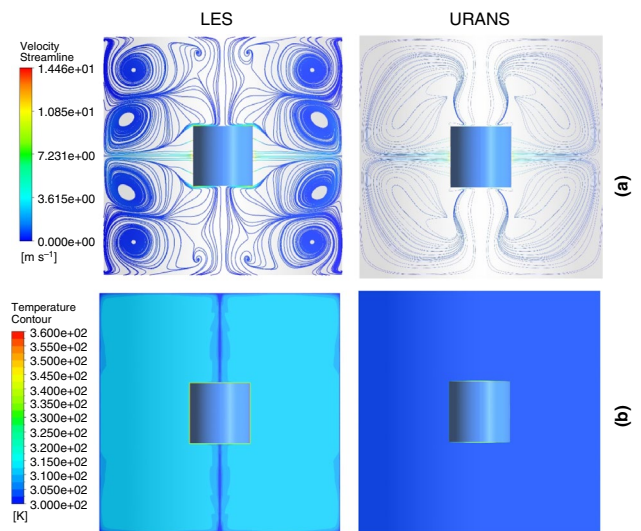 LES
URANS
Velocity
Streamline
1.446e+01
1.085e+01
7.231e+00
3.615e+00
0.000e+00
[m s⁻¹]
(a)
Temperature
Contour
3.600e+02
3.550e+02
3.500e+02
3.450e+02
3.400e+02
3.350e+02
3.300e+02
3.250e+02
3.200e+02
3.150e+02
3.100e+02
3.050e+02
3.000e+02
[K]
(b)